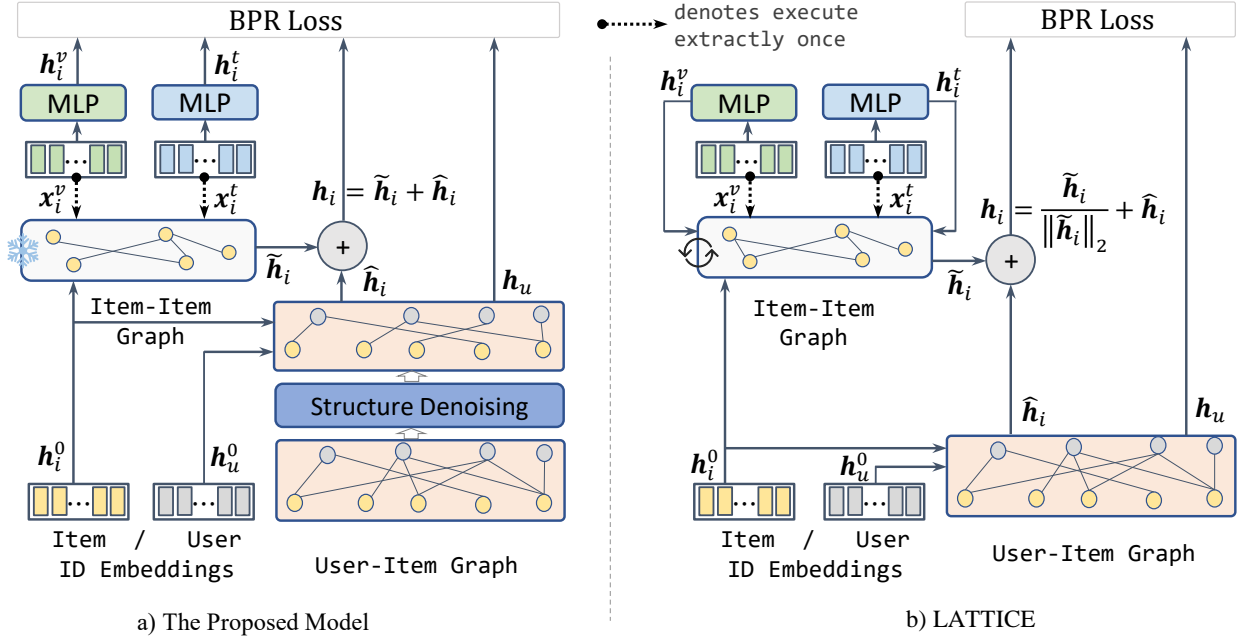 BPR Loss
h_i^v
h_i^t
MLP
MLP
...
...
x_i^v
x_i^t
h_i = h̃_i + ĥ_i
+
h̃_i
ĥ_i
h_u
Item-Item
Graph
Structure Denoising
h_i^0
h_u^0
...
...
Item / User
ID Embeddings
User-Item Graph
a) The Proposed Model
denotes execute
extractly once
BPR Loss
h_i^v
h_i^t
MLP
MLP
...
...
x_i^v
x_i^t
h_i = h̃_i / ‖h̃_i‖_2 + ĥ_i
+
h̃_i
Item-Item
Graph
ĥ_i
h_u
h_i^0
h_u^0
...
...
Item / User
ID Embeddings
User-Item Graph
b) LATTICE